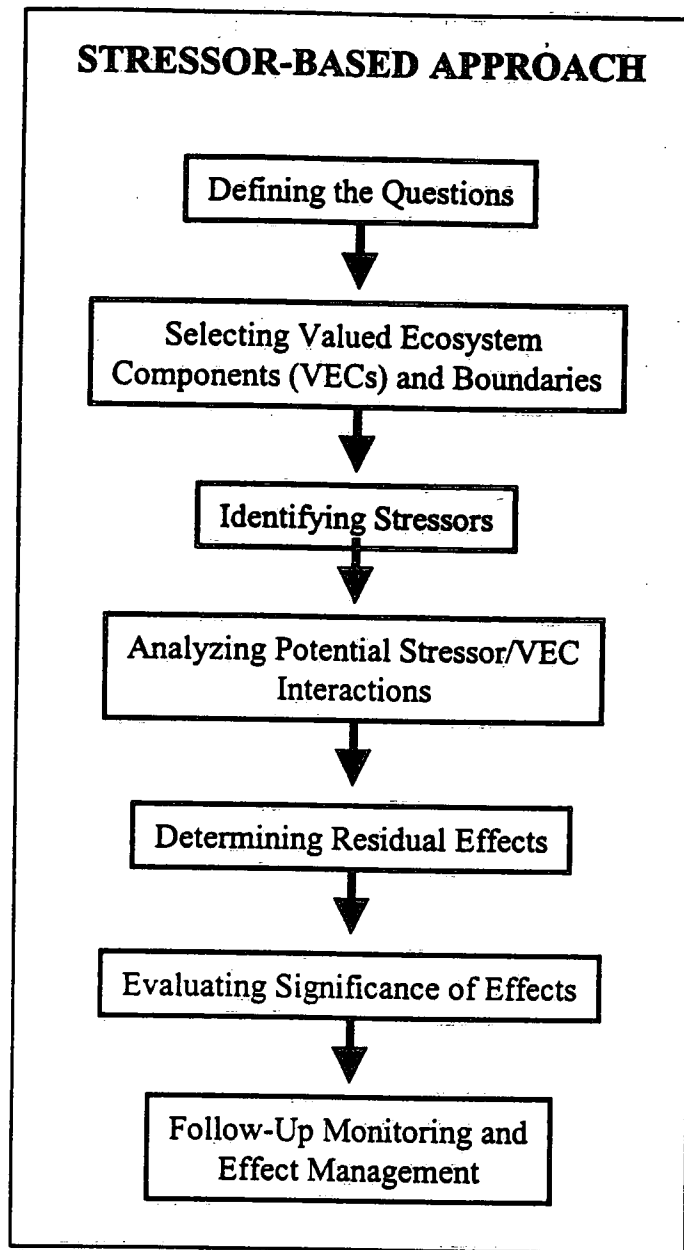 STRESSOR-BASED APPROACH
Defining the Questions
Selecting Valued Ecosystem
Components (VECs) and Boundaries
Identifying Stressors
Analyzing Potential Stressor/VEC
Interactions
Determining Residual Effects
Evaluating Significance of Effects
Follow-Up Monitoring and
Effect Management